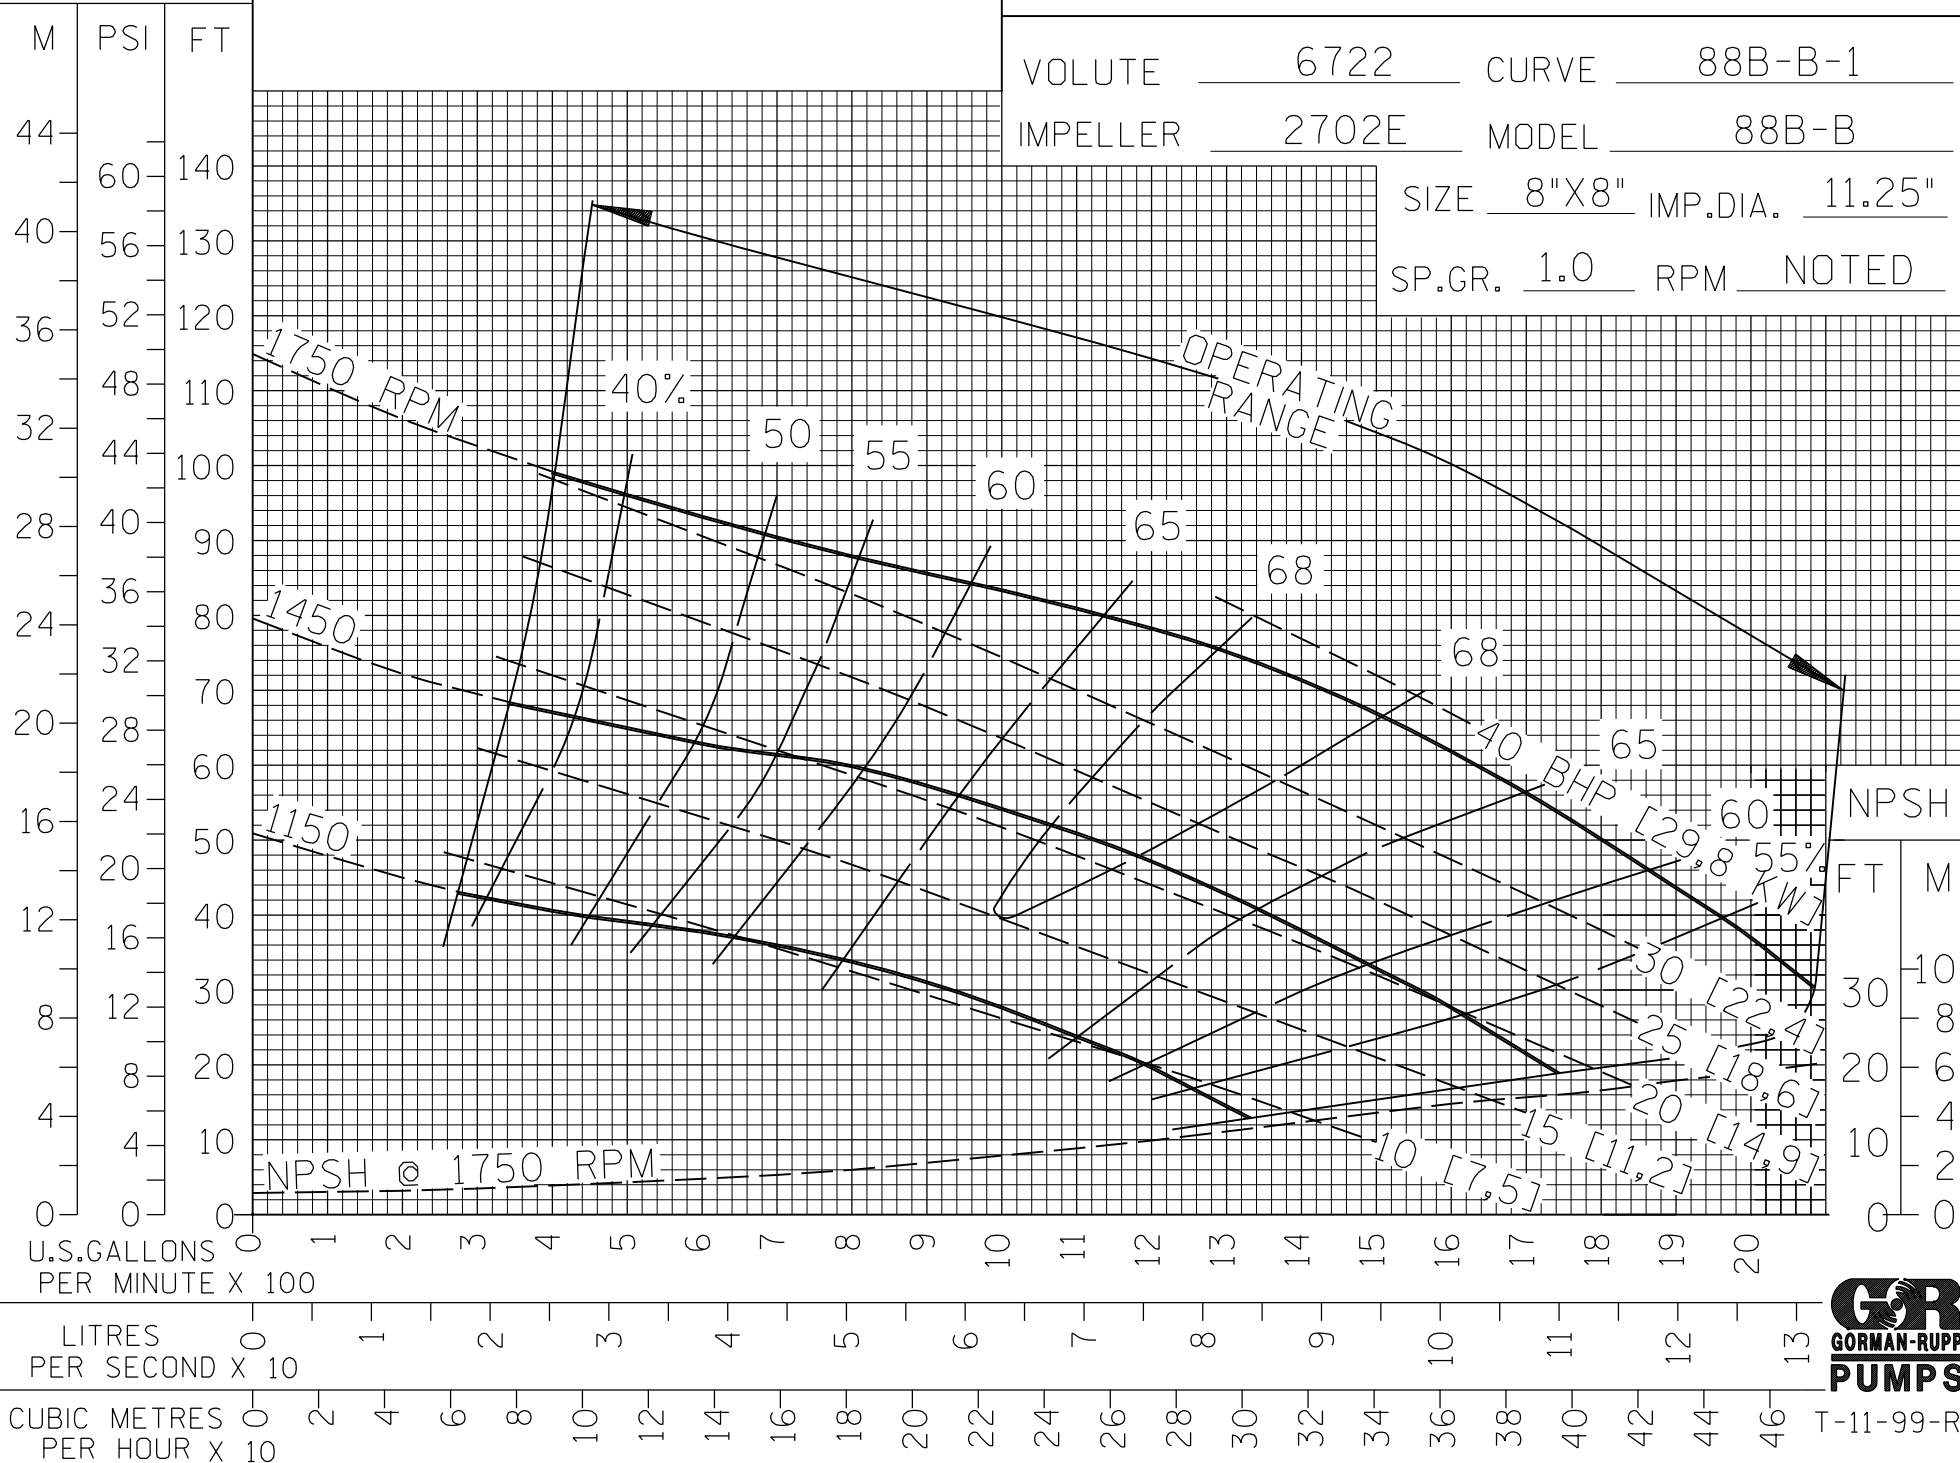 M PSI FT
VOLUTE 6722 CURVE 88B-B-1
IMPELLER 2702E MODEL 88B-B
SIZE 8"X8" IMP.DIA. 11.25"
SP.GR. 1.0 RPM NOTED
44
40
36
32
28
24
20
16
12
8
4
0
60
56
52
48
44
40
36
32
28
24
20
16
12
8
4
0
140
130
120
110
100
90
80
70
60
50
40
30
20
10
0
OPERATING
RANGE
1750 RPM
1450
1150
40%
50
55
60
65
68
68
65
60
55%
40 BHP [29,8 KW]
30 [22,4]
25 [18,6]
20 [14,9]
15 [11,2]
10 [7,5]
NPSH @ 1750 RPM
NPSH
FT M
30
20
10
0
10
8
6
4
2
0
U.S.GALLONS
PER MINUTE X 100
0 1 2 3 4 5 6 7 8 9 10 11 12 13 14 15 16 17 18 19 20
LITRES
PER SECOND X 10
0 1 2 3 4 5 6 7 8 9 10 11 12 13
CUBIC METRES
PER HOUR X 10
0 2 4 6 8 10 12 14 16 18 20 22 24 26 28 30 32 34 36 38 40 42 44 46
GR
GORMAN-RUPP
PUMPS
T-11-99-R